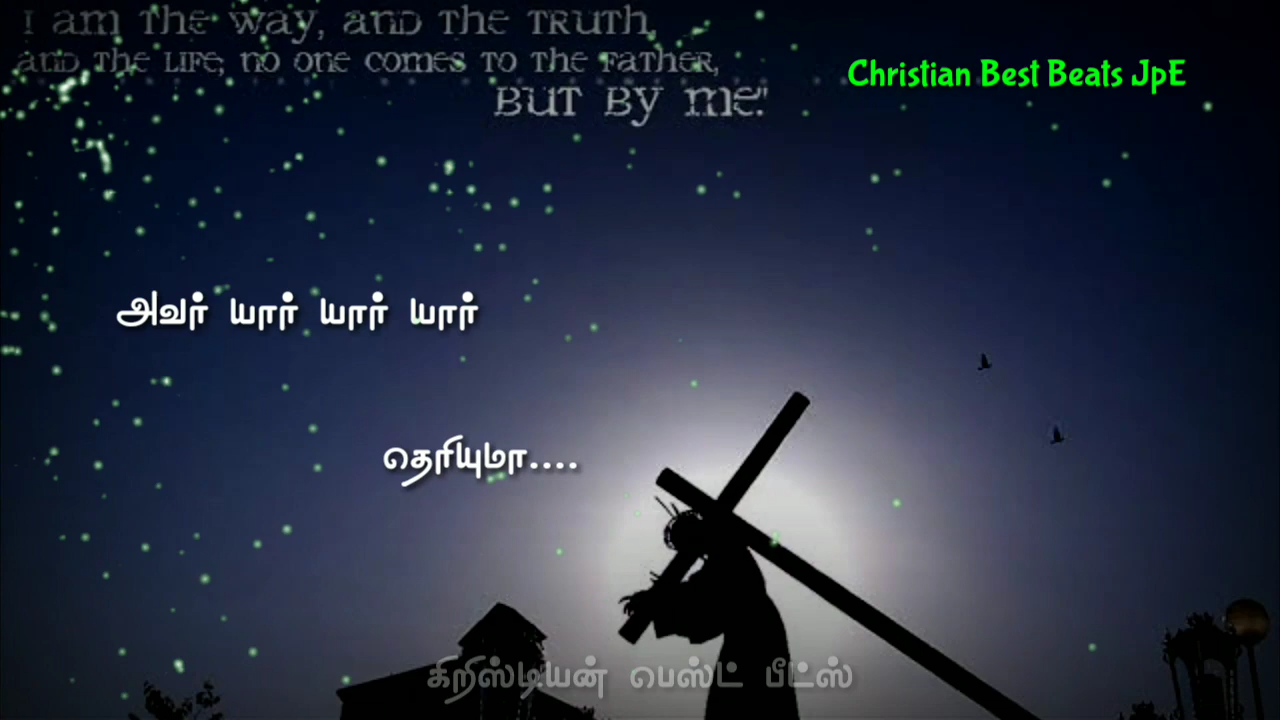 I am the way, and the truth,
and the life; no one comes to the Father,
but by me."
Christian Best Beats JpE
அவர் யார் யார் யார்
தெரியுமா....
கிறிஸ்டியன் பெஸ்ட் பீட்ஸ்